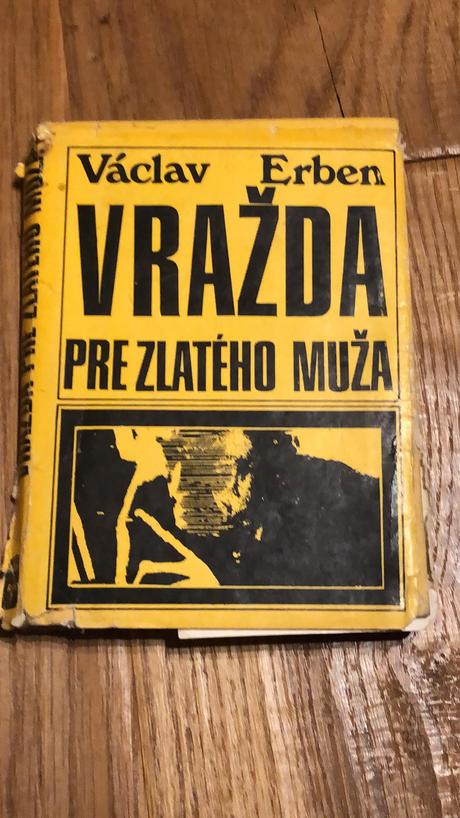 Václav Erben
VRAŽDA
PRE ZLATÉHO MUŽA